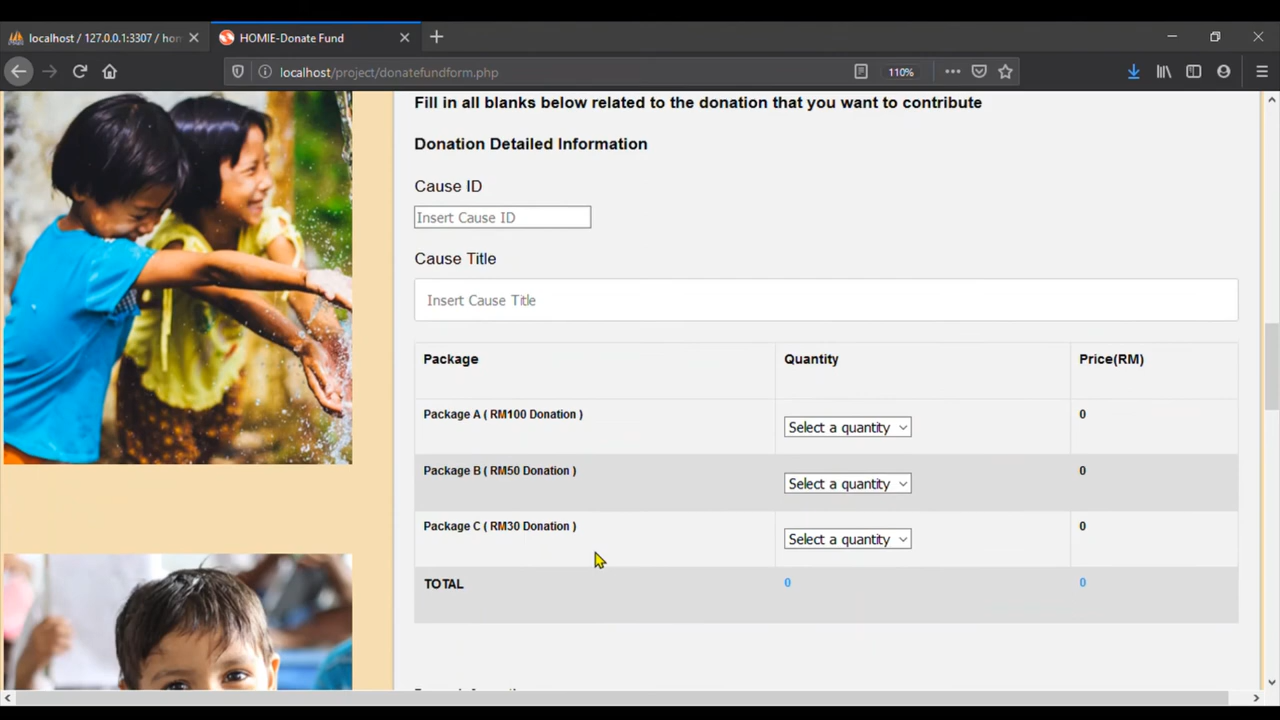 localhost / 127.0.0.1:3307 / hom
HOMIE-Donate Fund
localhost/project/donatefundform.php
110%
Fill in all blanks below related to the donation that you want to contribute
Donation Detailed Information
Cause ID
Insert Cause ID
Cause Title
Insert Cause Title
Package Quantity Price(RM)
Package A ( RM100 Donation ) Select a quantity 0
Package B ( RM50 Donation ) Select a quantity 0
Package C ( RM30 Donation ) Select a quantity 0
TOTAL 0 0